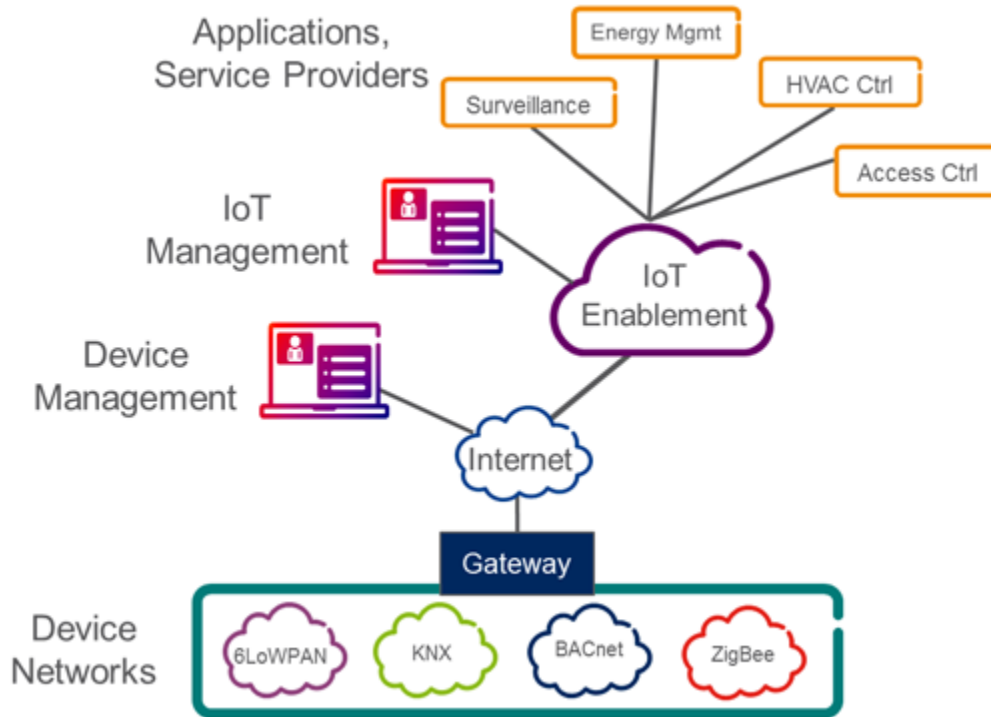 Applications,
Service Providers
Energy Mgmt
HVAC Ctrl
Surveillance
Access Ctrl
IoT
Management
IoT
Enablement
Device
Management
Internet
Gateway
Device
Networks
6LoWPAN
KNX
BACnet
ZigBee